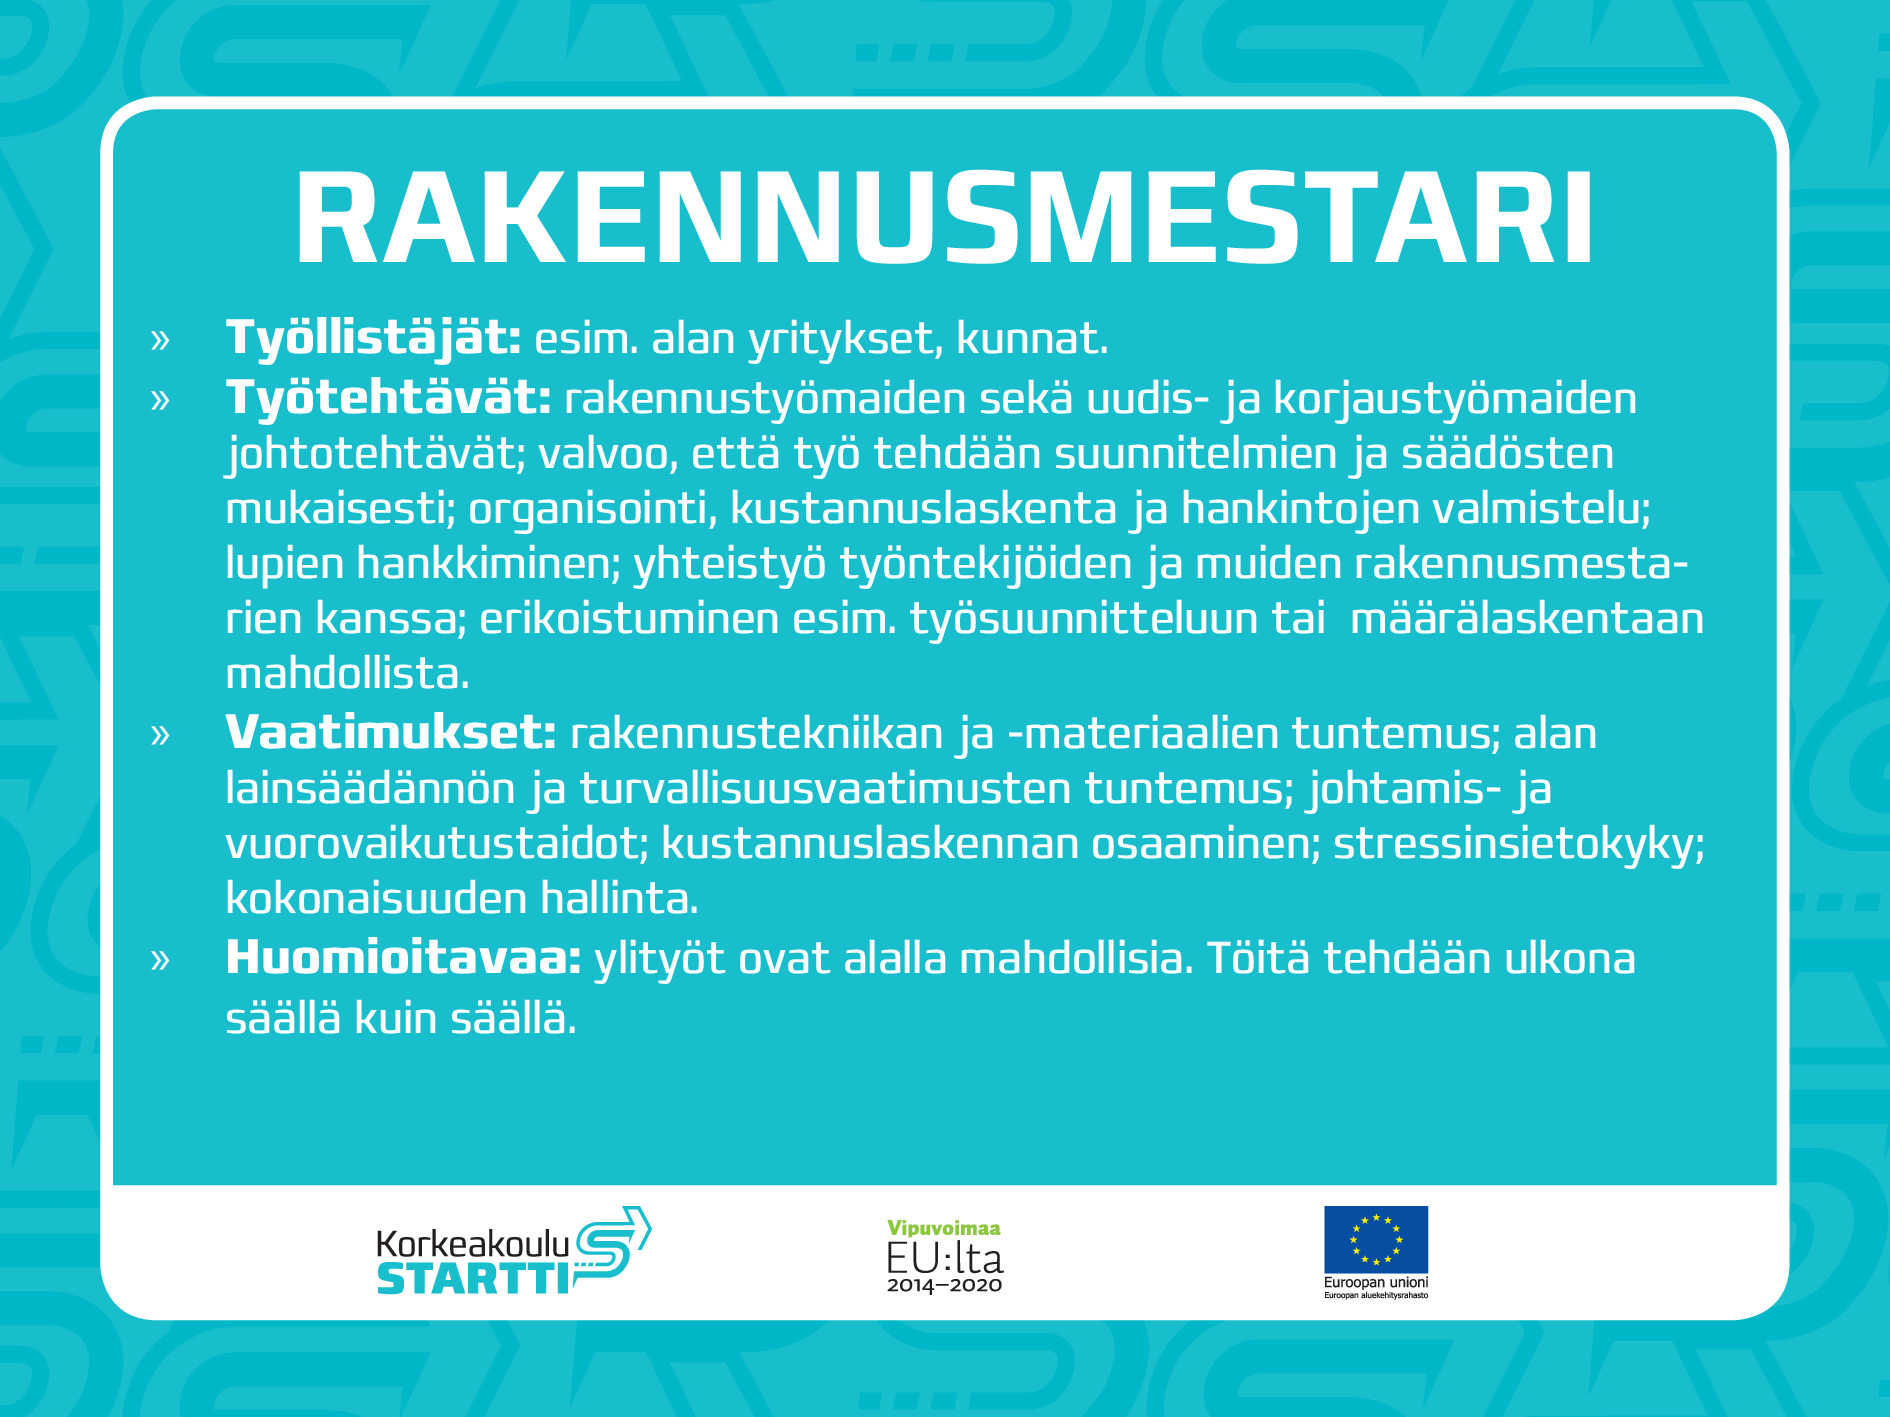 RAKENNUSMESTARI
» Työllistäjät: esim. alan yritykset, kunnat.
» Työtehtävät: rakennustyömaiden sekä uudis- ja korjaustyömaiden
johtotehtävät; valvoo, että työ tehdään suunnitelmien ja säädösten
mukaisesti; organisointi, kustannuslaskenta ja hankintojen valmistelu;
lupien hankkiminen; yhteistyö työntekijöiden ja muiden rakennusmesta-
rien kanssa; erikoistuminen esim. työsuunnitteluun tai  määrälaskentaan
mahdollista.
» Vaatimukset: rakennustekniikan ja -materiaalien tuntemus; alan
lainsäädännön ja turvallisuusvaatimusten tuntemus; johtamis- ja
vuorovaikutustaidot; kustannuslaskennan osaaminen; stressinsietokyky;
kokonaisuuden hallinta.
» Huomioitavaa: ylityöt ovat alalla mahdollisia. Töitä tehdään ulkona
säällä kuin säällä.
Korkeakoulu
STARTTI
Vipuvoimaa
EU:lta
2014–2020
Euroopan unioni
Euroopan aluekehitysrahasto